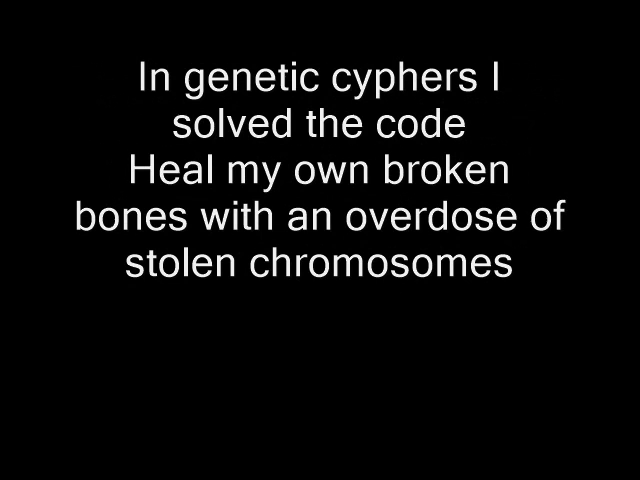 In genetic cyphers I
solved the code
Heal my own broken
bones with an overdose of
stolen chromosomes